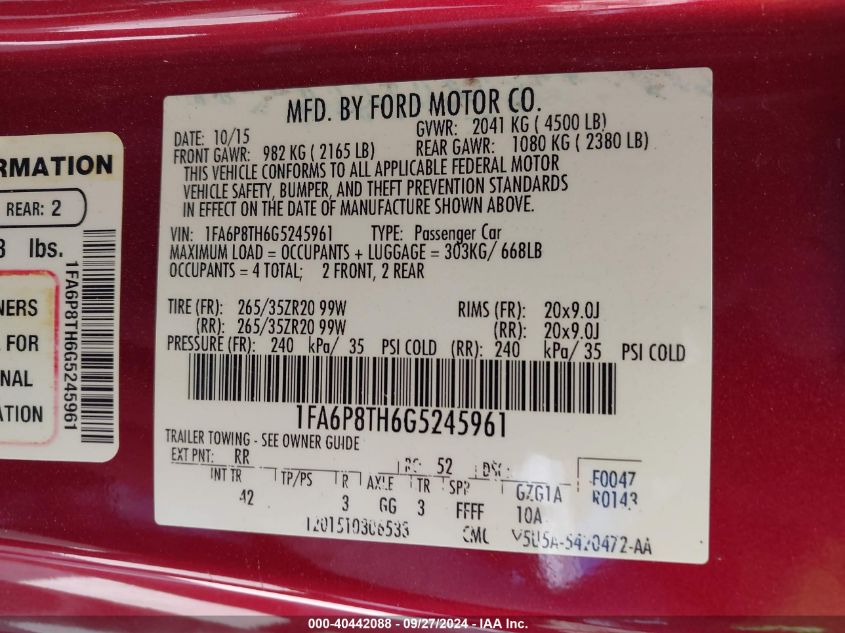 RMATION
REAR: 2
lbs.
NERS
FOR
NAL
ATION
1FA6P8TH6G5245961
MFD. BY FORD MOTOR CO.
DATE: 10/15 GVWR: 2041 KG ( 4500 LB)
FRONT GAWR: 982 KG ( 2165 LB) REAR GAWR: 1080 KG ( 2380 LB)
THIS VEHICLE CONFORMS TO ALL APPLICABLE FEDERAL MOTOR
VEHICLE SAFETY, BUMPER, AND THEFT PREVENTION STANDARDS
IN EFFECT ON THE DATE OF MANUFACTURE SHOWN ABOVE.
VIN: 1FA6P8TH6G5245961 TYPE: Passenger Car
MAXIMUM LOAD = OCCUPANTS + LUGGAGE = 303KG/ 668LB
OCCUPANTS = 4 TOTAL; 2 FRONT, 2 REAR
TIRE (FR): 265/35ZR20 99W RIMS (FR): 20x9.0J
(RR): 265/35ZR20 99W (RR): 20x9.0J
PRESSURE (FR): 240 kPa/ 35 PSI COLD (RR): 240 kPa/ 35 PSI COLD
1FA6P8TH6G5245961
TRAILER TOWING - SEE OWNER GUIDE
EXT PNT: RR 52 F0047
INT TR TP/PS R AXLE TR SPR GZG1A R0143
42 3 GG 3 FFFF 10A
CMC
000-40442088 - 09/27/2024 - IAA Inc.